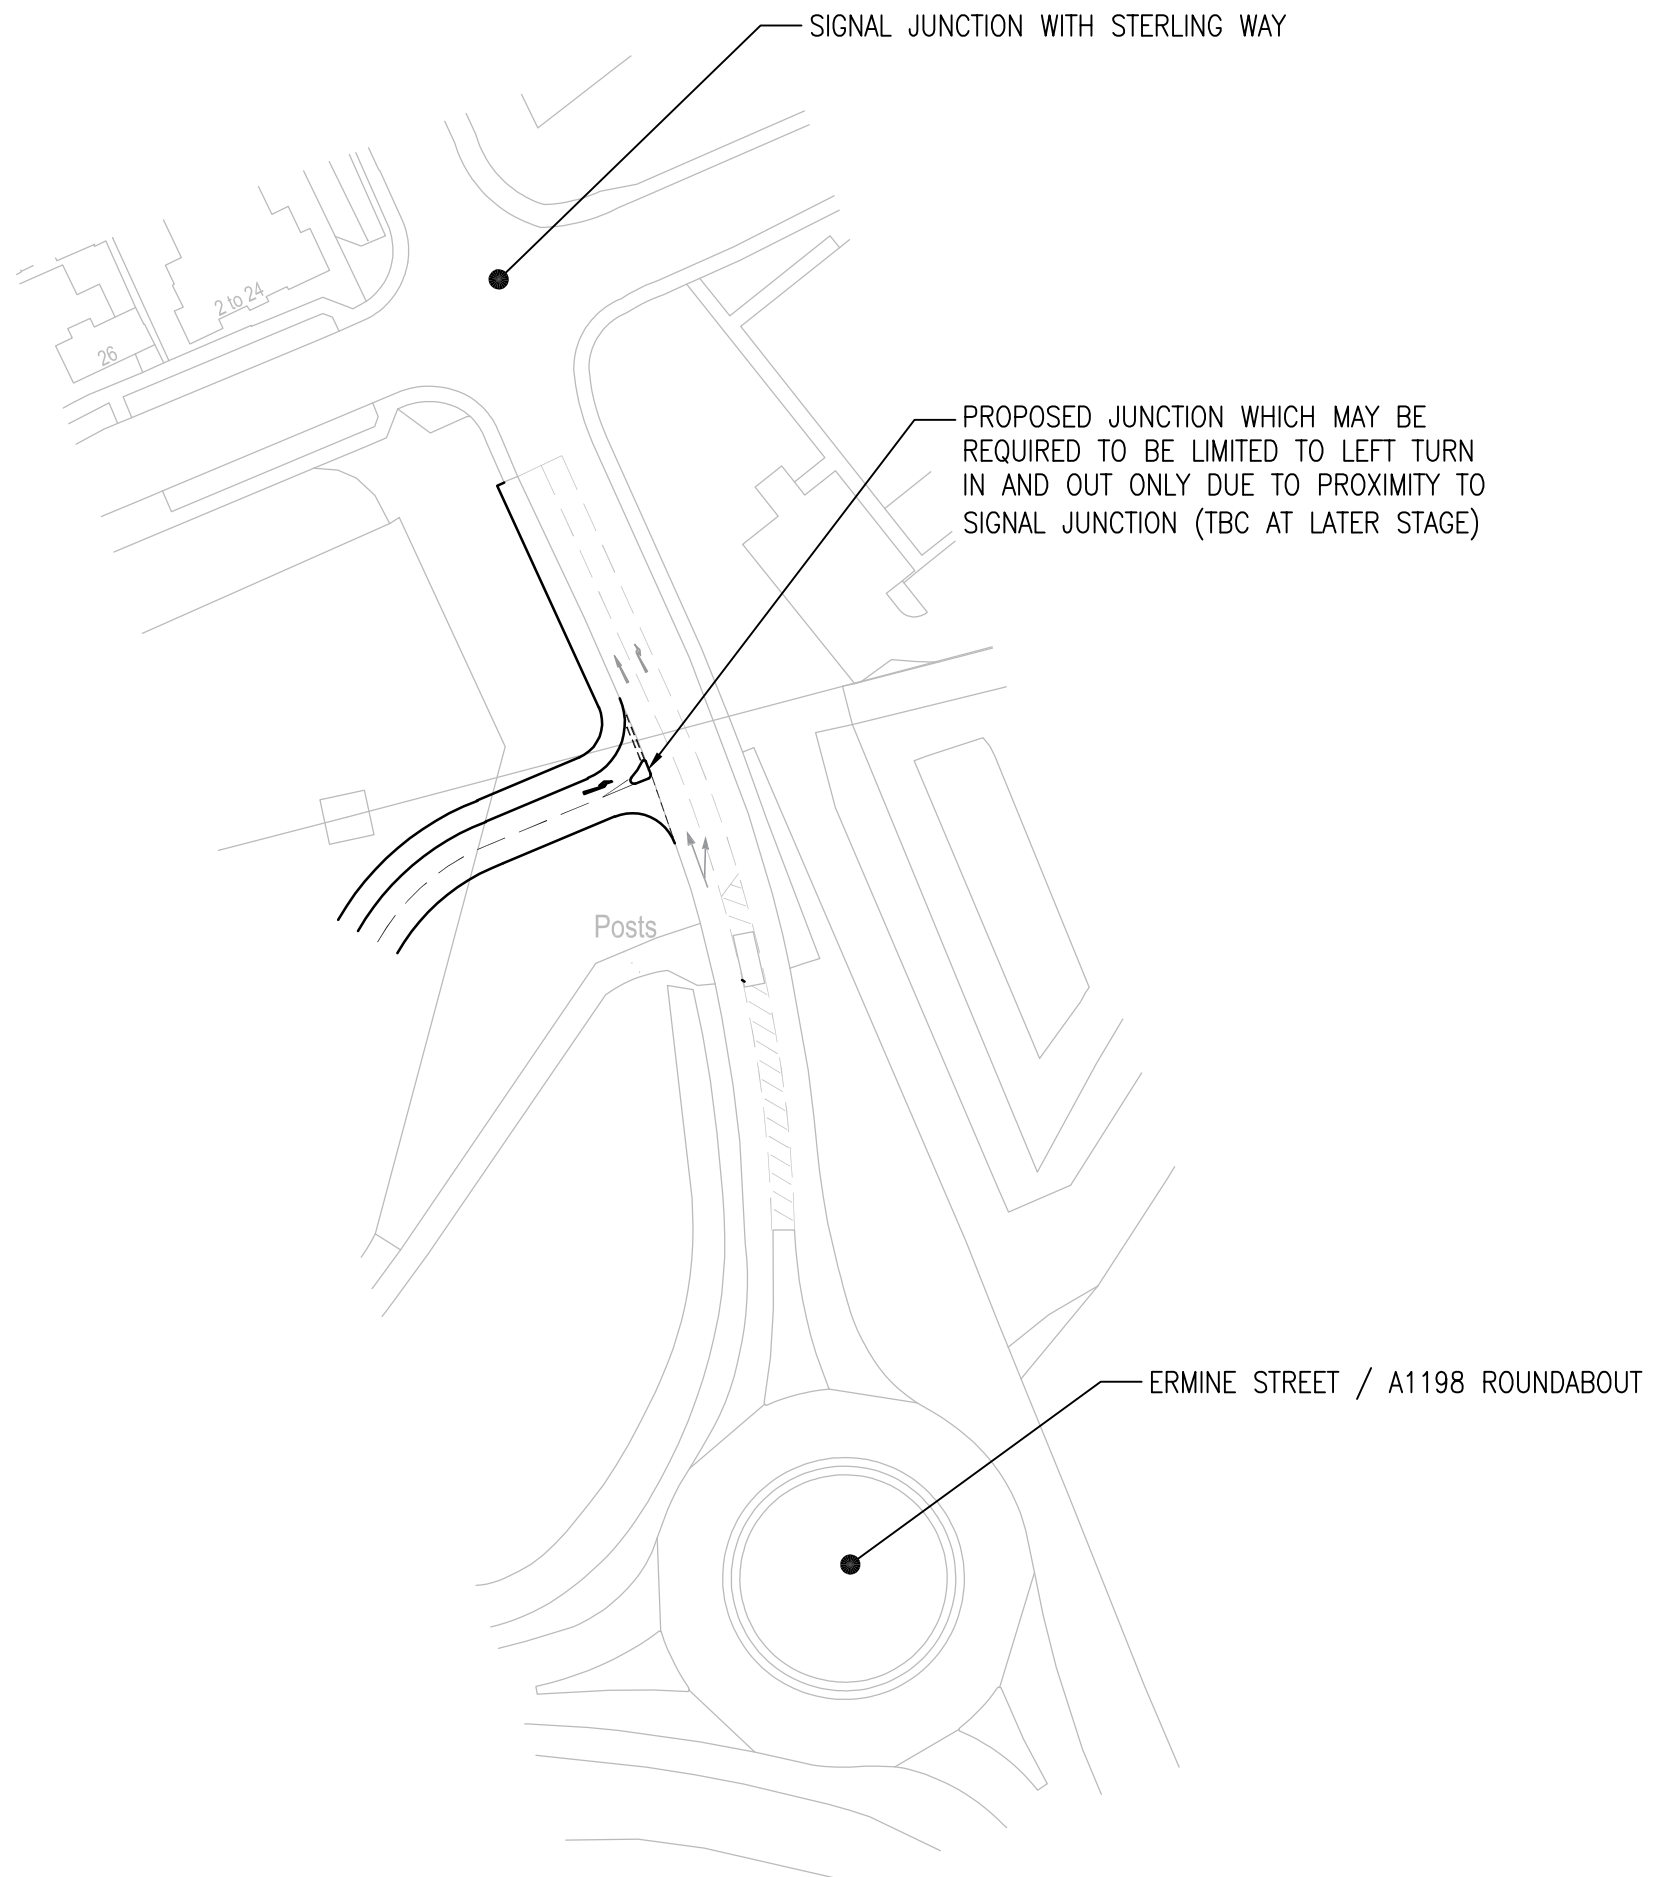 SIGNAL JUNCTION WITH STERLING WAY
2 to 24
26
PROPOSED JUNCTION WHICH MAY BE
REQUIRED TO BE LIMITED TO LEFT TURN
IN AND OUT ONLY DUE TO PROXIMITY TO
SIGNAL JUNCTION (TBC AT LATER STAGE)
Posts
ERMINE STREET / A1198 ROUNDABOUT